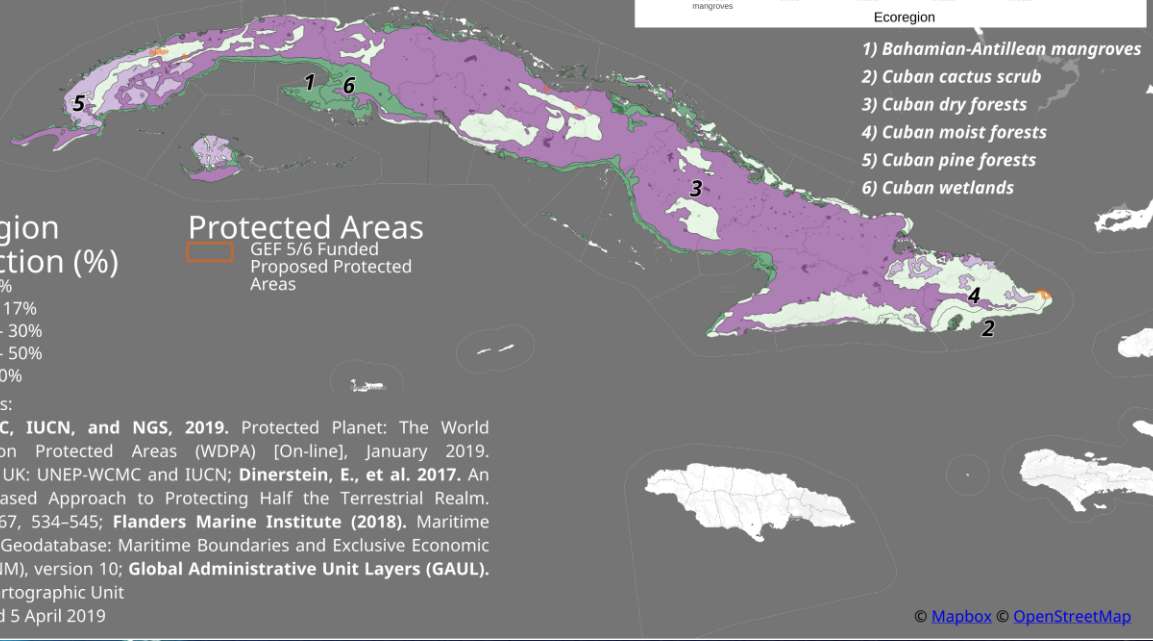 mangroves
Ecoregion
1) Bahamian-Antillean mangroves
2) Cuban cactus scrub
3) Cuban dry forests
4) Cuban moist forests
5) Cuban pine forests
6) Cuban wetlands
1
6
5
3
4
2
gion
ction (%)
%
17%
- 30%
- 50%
0%
Protected Areas
GEF 5/6 Funded
Proposed Protected
Areas
s:
C, IUCN, and NGS, 2019. Protected Planet: The World
on Protected Areas (WDPA) [On-line], January 2019.
UK: UNEP-WCMC and IUCN; Dinerstein, E., et al. 2017. An
ased Approach to Protecting Half the Terrestrial Realm.
67, 534–545; Flanders Marine Institute (2018). Maritime
Geodatabase: Maritime Boundaries and Exclusive Economic
NM), version 10; Global Administrative Unit Layers (GAUL).
rtographic Unit
d 5 April 2019
© Mapbox © OpenStreetMap